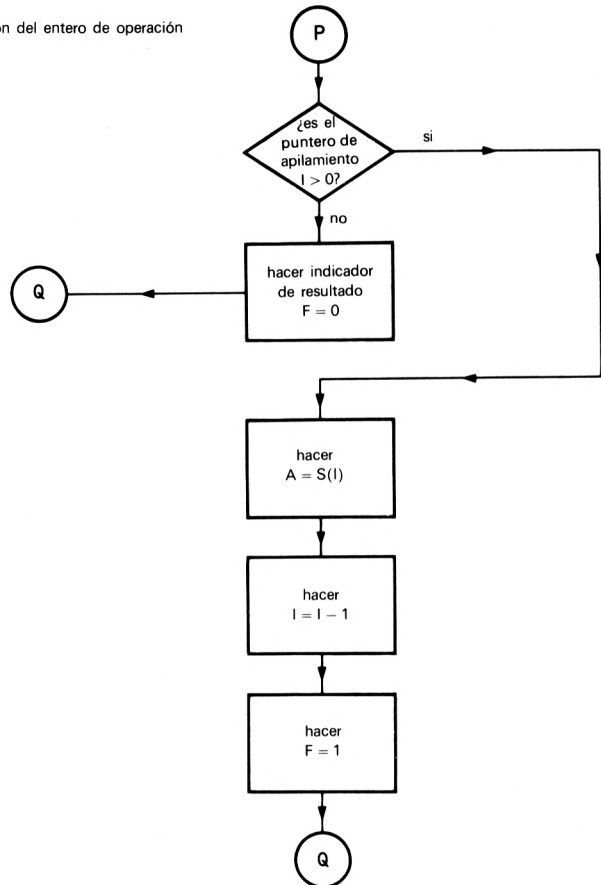 del entero de operación
P
¿es el
puntero de
apilamiento
I > 0?
si
no
hacer indicador
de resultado
F = 0
Q
hacer
A = S(I)
hacer
I = I − 1
hacer
F = 1
Q